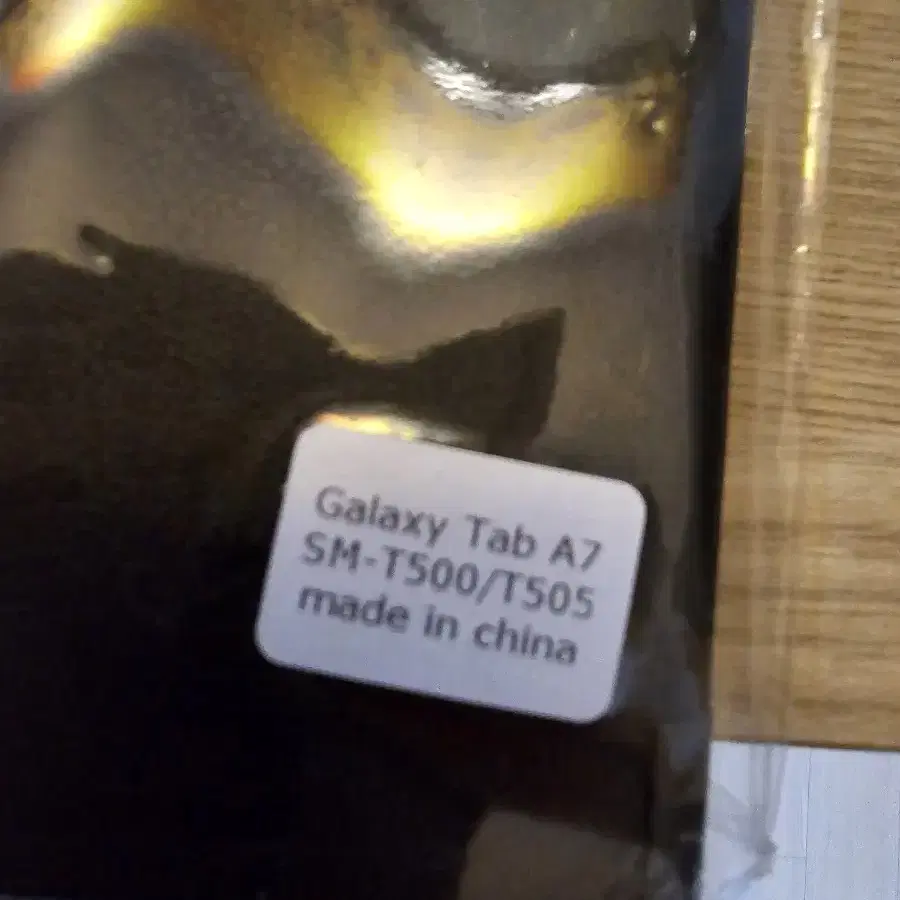 Galaxy Tab A7
SM-T500/T505
made in china